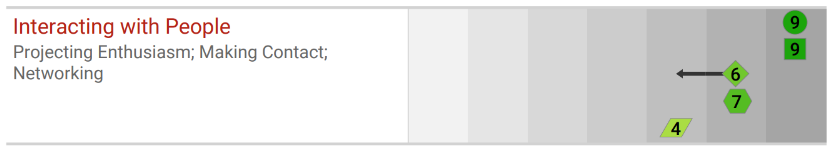 Interacting with People
Projecting Enthusiasm; Making Contact;
Networking
9
9
6
7
4